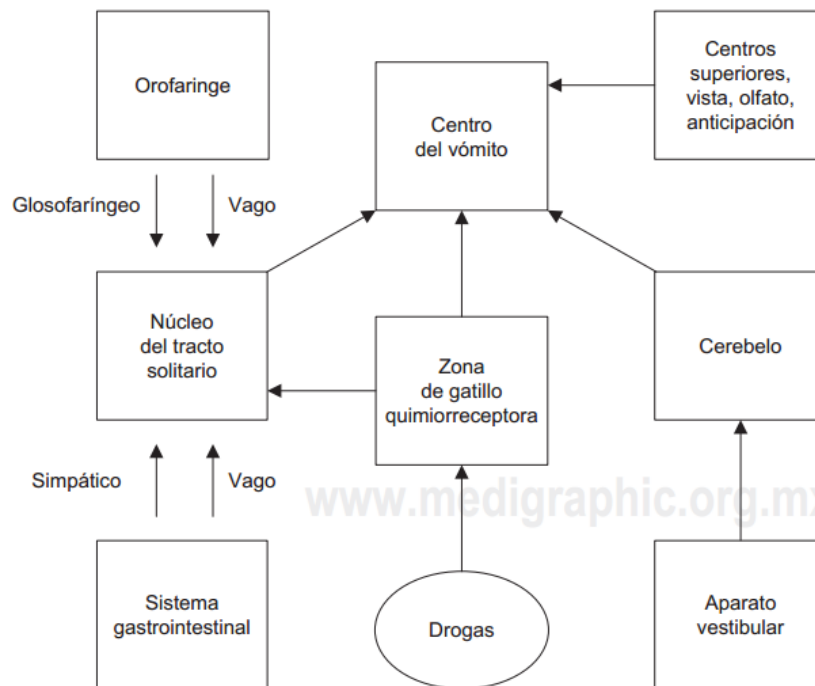 Orofaringe
Centro
del vómito
Centros
superiores,
vista, olfato,
anticipación
Glosofaríngeo
Vago
Núcleo
del tracto
solitario
Zona
de gatillo
quimiorreceptora
Cerebelo
Simpático
Vago
www.medigraphic.org.mx
Sistema
gastrointestinal
Drogas
Aparato
vestibular